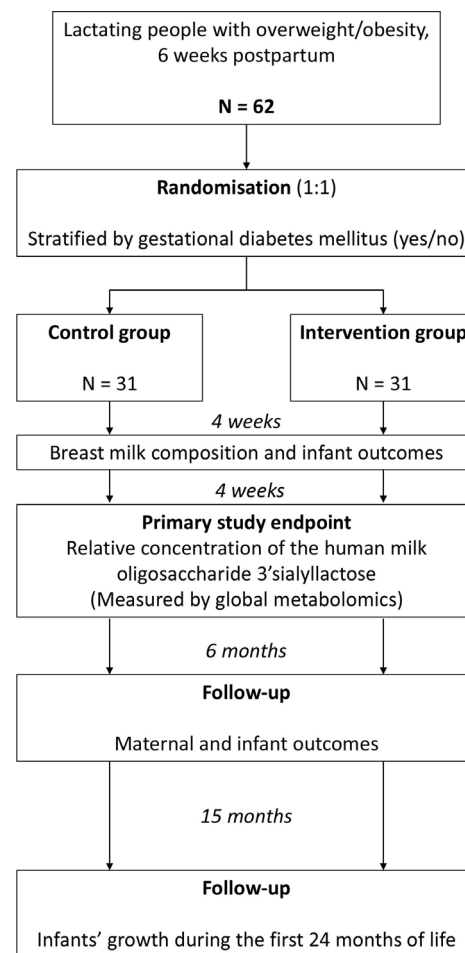 Lactating people with overweight/obesity,
6 weeks postpartum
N = 62
Randomisation (1:1)
Stratified by gestational diabetes mellitus (yes/no)
Control group
N = 31
Intervention group
N = 31
4 weeks
Breast milk composition and infant outcomes
4 weeks
Primary study endpoint
Relative concentration of the human milk
oligosaccharide 3’sialyllactose
(Measured by global metabolomics)
6 months
Follow-up
Maternal and infant outcomes
15 months
Follow-up
Infants’ growth during the first 24 months of life